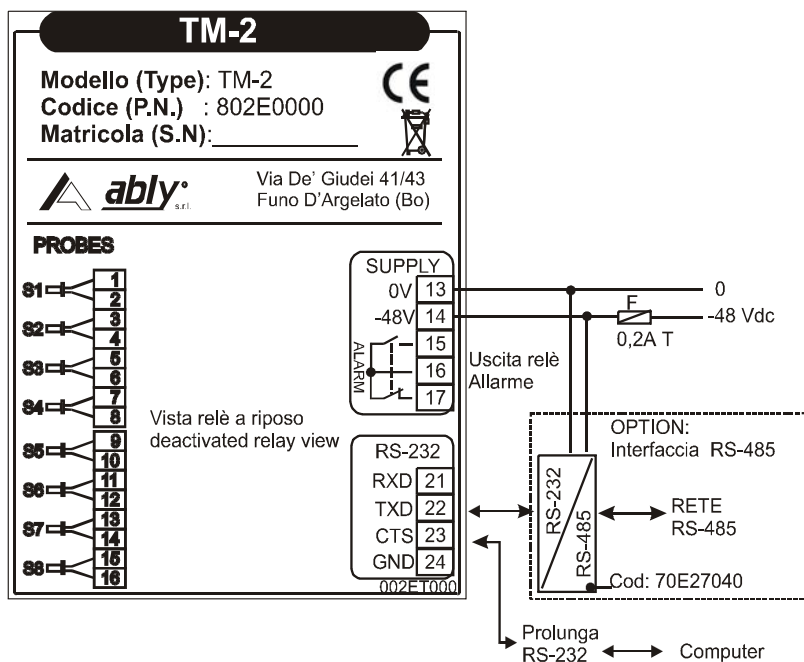 TM-2
Modello (Type): TM-2
Codice (P.N.) : 802E0000
Matricola (S.N):
ably
s.r.l.
Via De' Giudei 41/43
Funo D'Argelato (Bo)
PROBES
S1
1
2
S2
3
4
S3
5
6
S4
7
8
S5
9
10
S6
11
12
S7
13
14
S8
15
16
Vista relè a riposo
deactivated relay view
SUPPLY
0V 13
-48V 14
15
16
17
ALARM
Uscita relè
Allarme
0
F
-48 Vdc
0,2A T
RS-232
RXD 21
TXD 22
CTS 23
GND 24
002ET000
OPTION:
Interfaccia RS-485
RS-232
RS-485
RETE
RS-485
Cod: 70E27040
Prolunga
RS-232
Computer